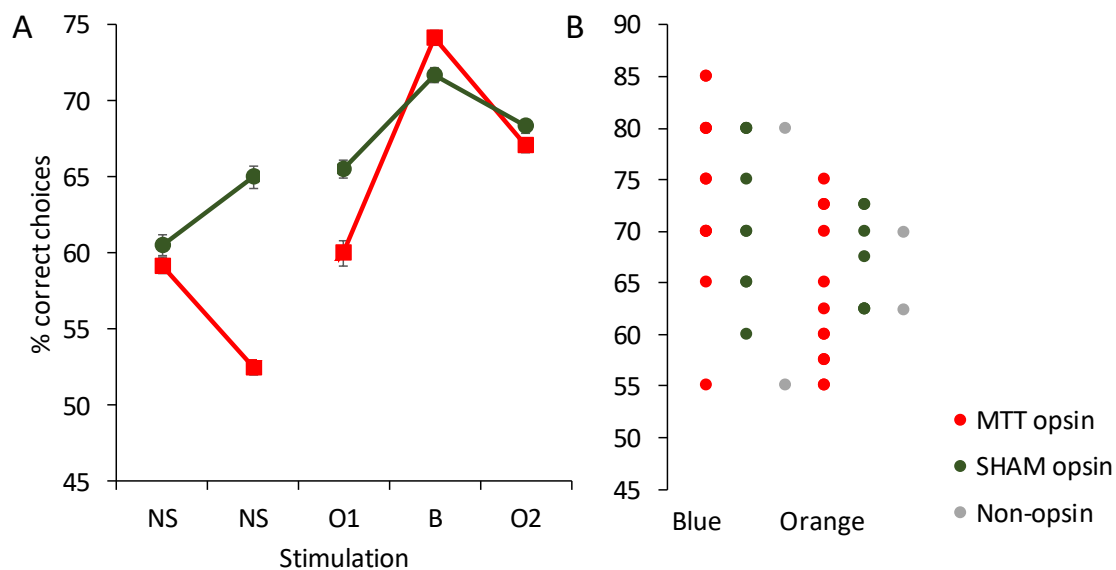 A
% correct choices
75
70
65
60
55
50
45
NS NS O1 B O2
Stimulation
B
90
85
80
75
70
65
60
55
50
45
Blue Orange
MTT opsin
SHAM opsin
Non-opsin